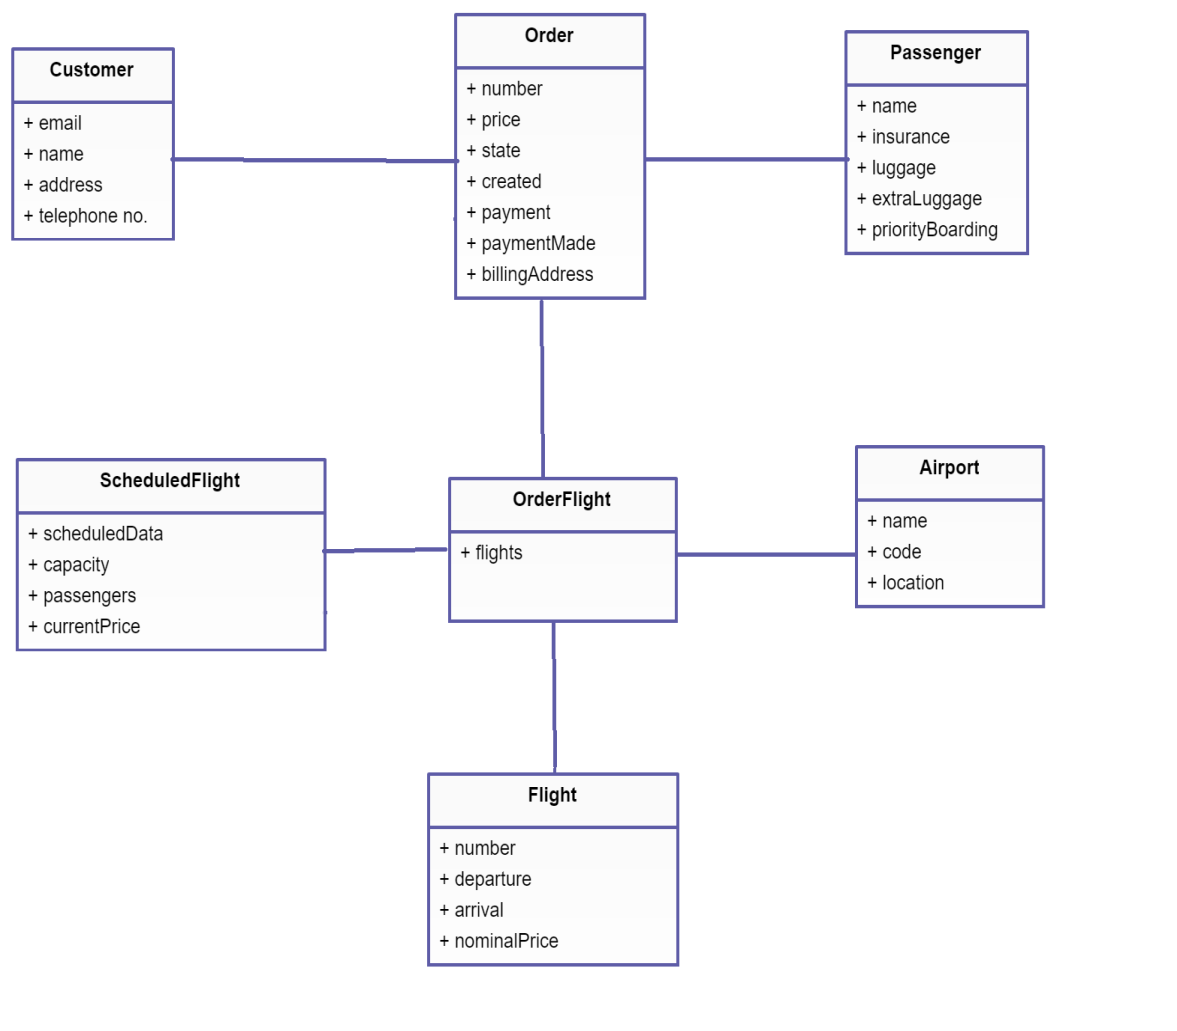 Customer
+ email
+ name
+ address
+ telephone no.
Order
+ number
+ price
+ state
+ created
+ payment
+ paymentMade
+ billingAddress
Passenger
+ name
+ insurance
+ luggage
+ extraLuggage
+ priorityBoarding
ScheduledFlight
+ scheduledData
+ capacity
+ passengers
+ currentPrice
OrderFlight
+ flights
Airport
+ name
+ code
+ location
Flight
+ number
+ departure
+ arrival
+ nominalPrice